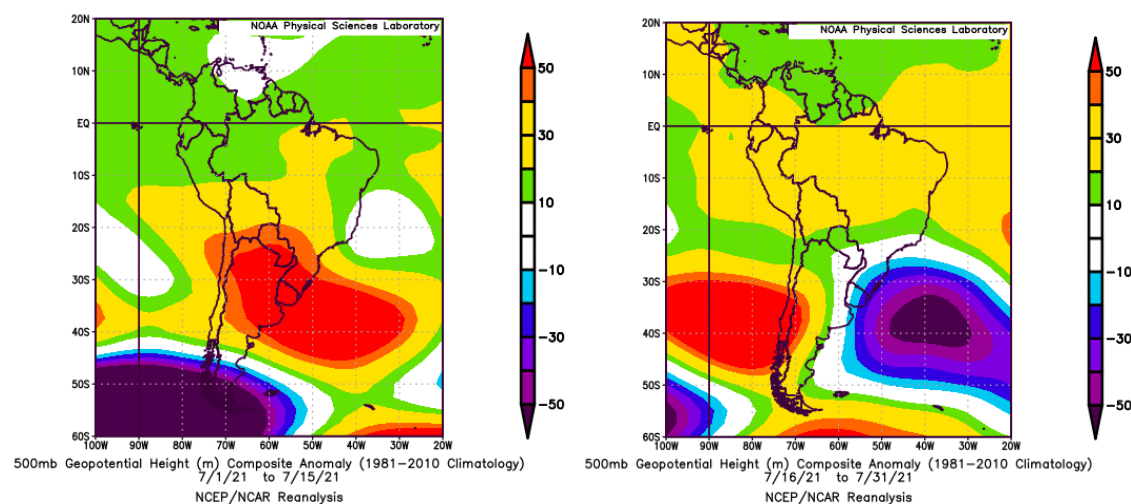 NOAA Physical Sciences Laboratory
20N
10N
EQ
10S
20S
30S
40S
50S
60S
100W
90W
80W
70W
60W
50W
40W
30W
20W
50
30
10
-10
-30
-50
500mb Geopotential Height (m) Composite Anomaly (1981-2010 Climatology)
7/1/21 to 7/15/21
NCEP/NCAR Reanalysis
NOAA Physical Sciences Laboratory
20N
10N
EQ
10S
20S
30S
40S
50S
60S
100W
90W
80W
70W
60W
50W
40W
30W
20W
50
30
10
-10
-30
-50
500mb Geopotential Height (m) Composite Anomaly (1981-2010 Climatology)
7/16/21 to 7/31/21
NCEP/NCAR Reanalysis